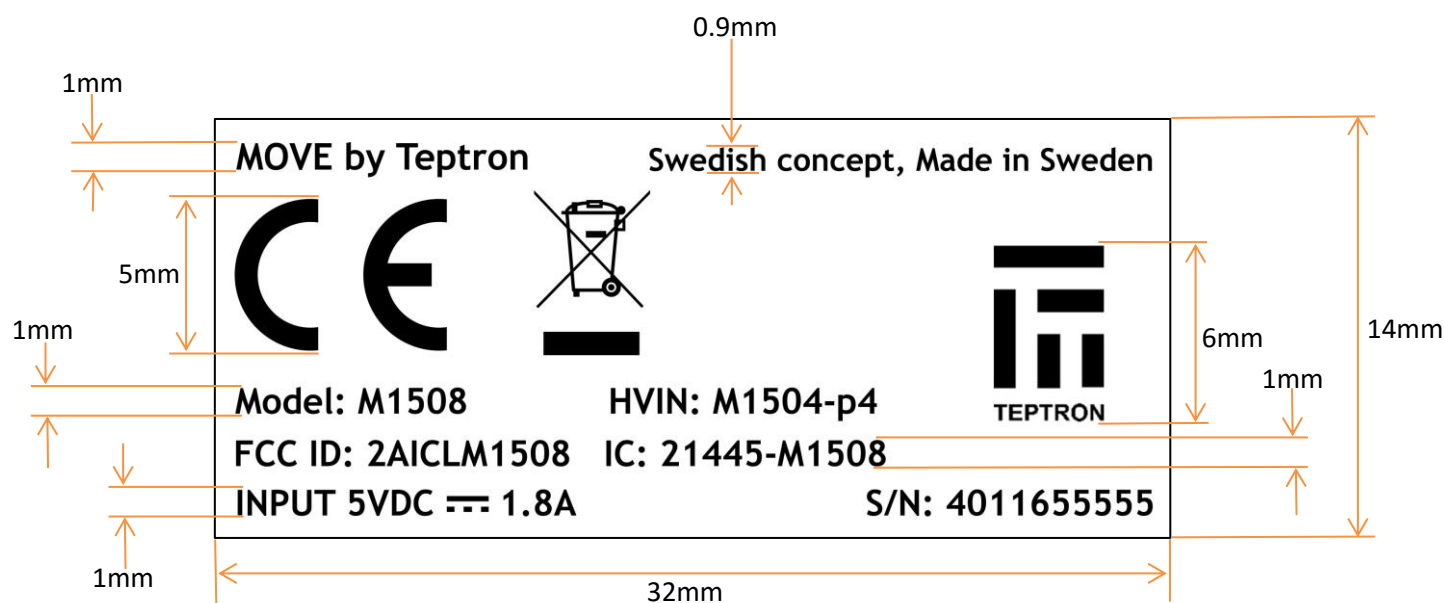 0.9mm
1mm
MOVE by Teptron
Swedish concept, Made in Sweden
CE
5mm
1mm
6mm
14mm
1mm
TEPTRON
Model: M1508 HVIN: M1504-p4
FCC ID: 2AICLM1508 IC: 21445-M1508
INPUT 5VDC ⎓ 1.8A S/N: 4011655555
1mm
32mm